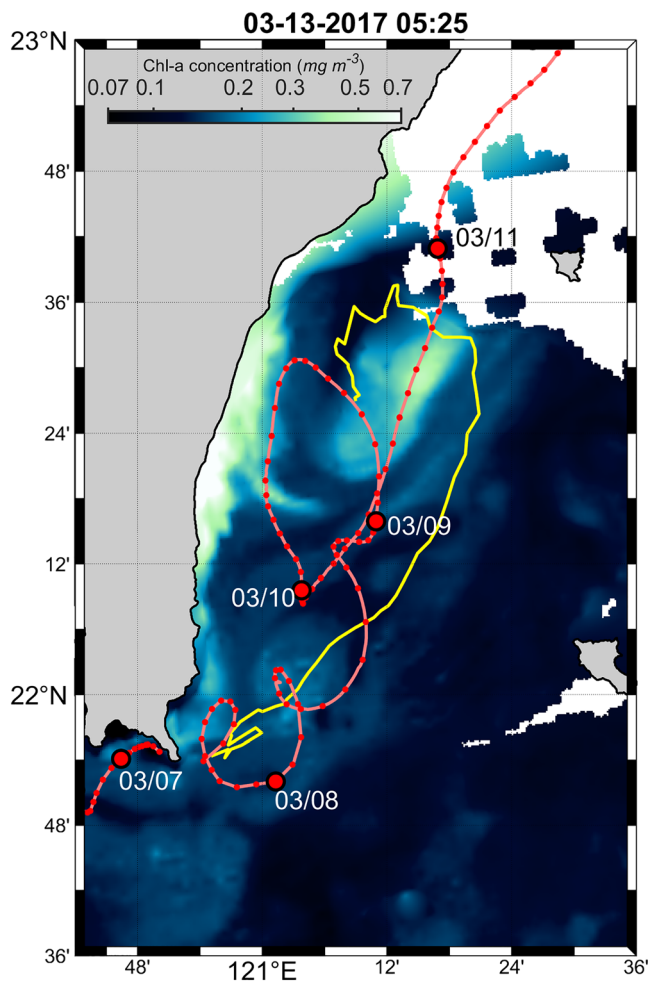 03-13-2017 05:25
23°N
Chl-a concentration (mg m⁻³)
0.07 0.1 0.2 0.3 0.5 0.7
48'
03/11
36'
24'
03/09
12'
03/10
22°N
03/07
03/08
48'
36'
48' 121°E 12' 24' 36'